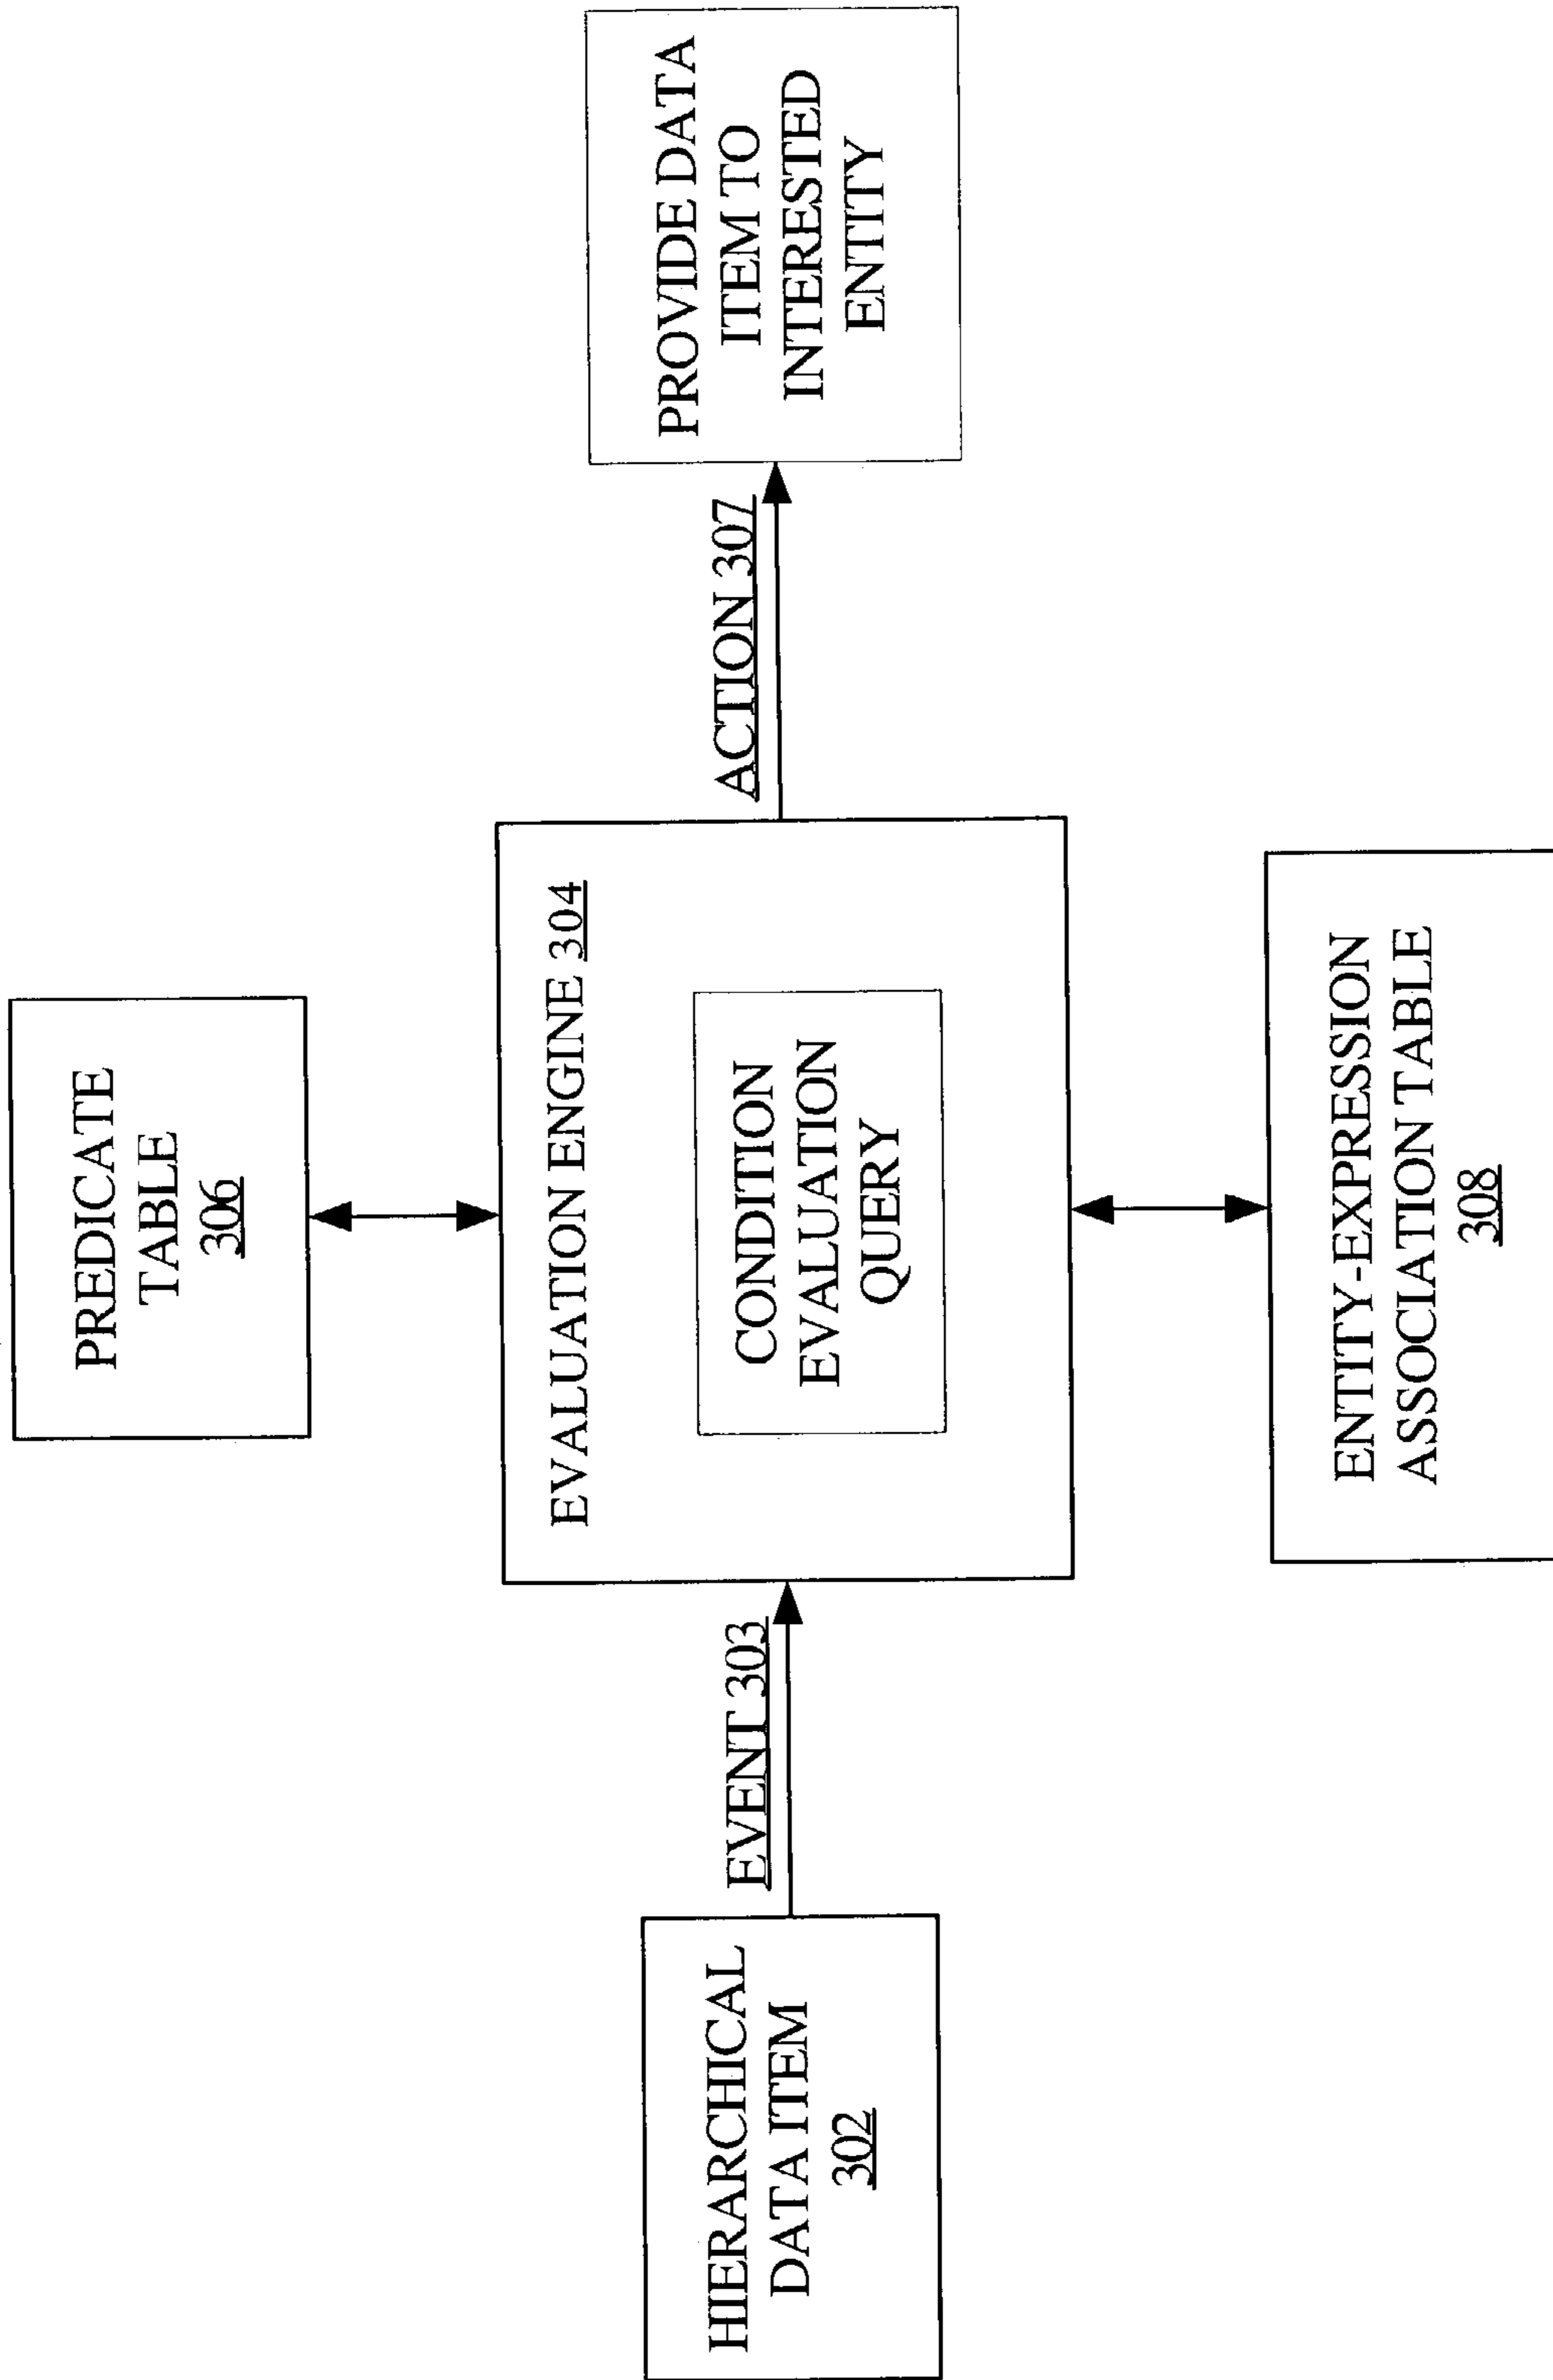 PREDICATE
TABLE
306
HIERARCHICAL
DATA ITEM
302
EVENT 303
EVALUATION ENGINE 304
CONDITION
EVALUATION
QUERY
ACTION 307
PROVIDE DATA
ITEM TO
INTERESTED
ENTITY
ENTITY-EXPRESSION
ASSOCIATION TABLE
308